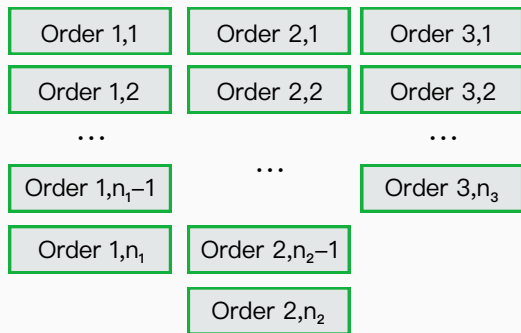 Order 1,1 Order 2,1 Order 3,1
Order 1,2 Order 2,2 Order 3,2
... ... ...
Order 1,n₁–1 Order 3,n₃
Order 1,n₁ Order 2,n₂–1
Order 2,n₂